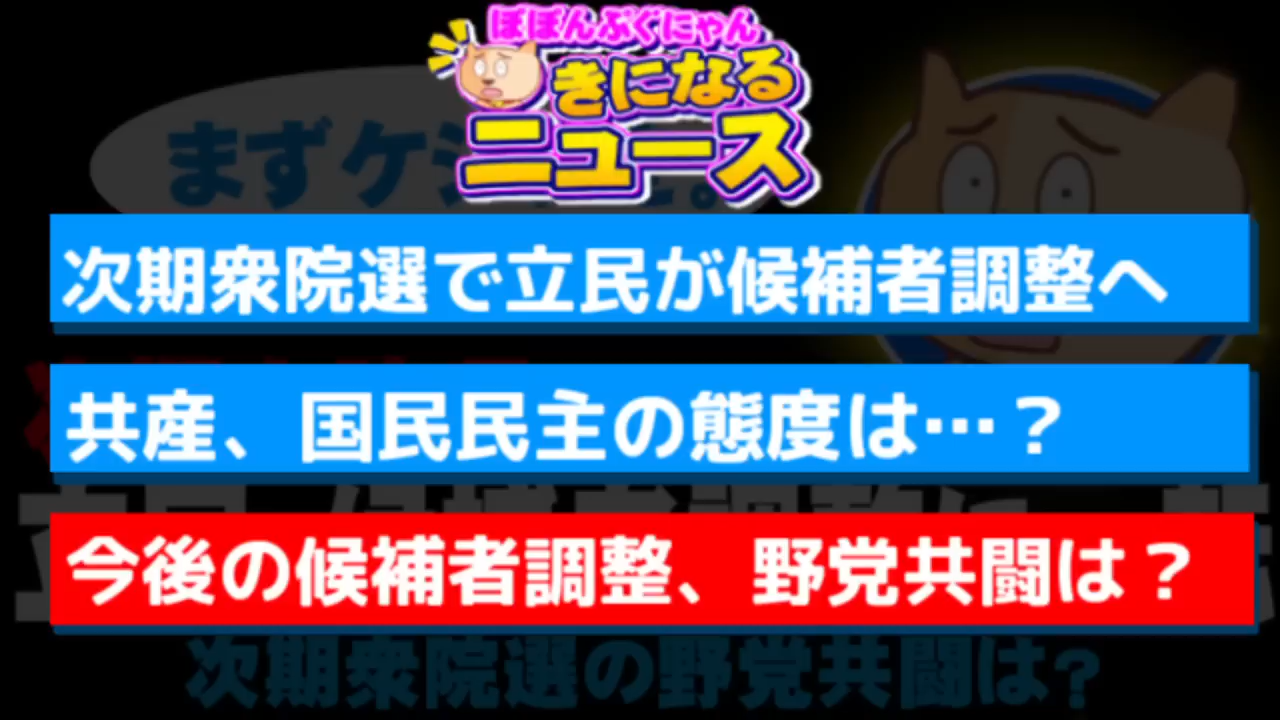 ぽぽんぷぐにゃん
きになる
ニュース
まずケ
次期衆院選で立民が候補者調整へ
共産、国民民主の態度は…？
今後の候補者調整、野党共闘は？
次期衆院選の野党共闘は？